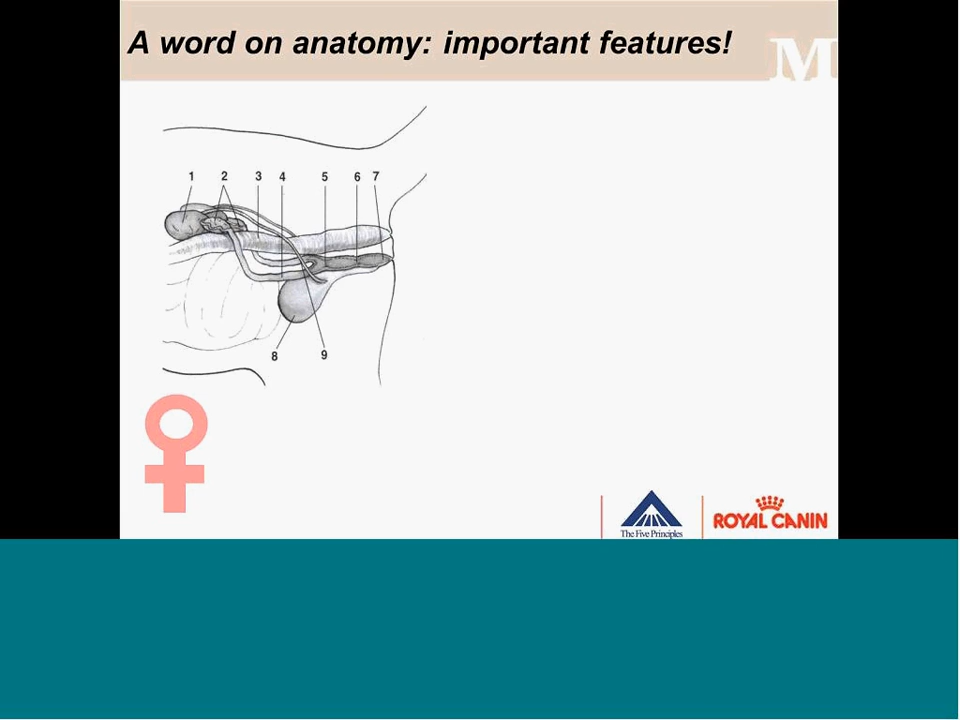 A word on anatomy: important features!
M
1 2 3 4 5 6 7
8 9
The Five Principles
ROYAL CANIN